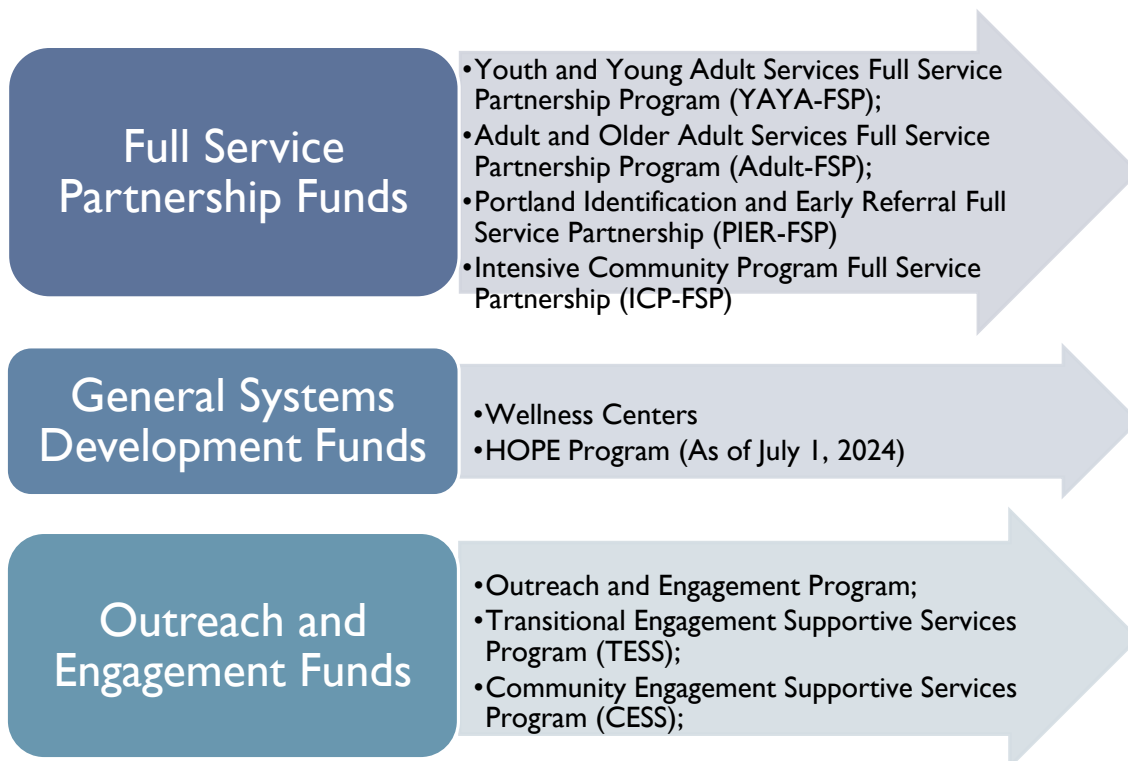 Full Service
Partnership Funds
•Youth and Young Adult Services Full Service
Partnership Program (YAYA-FSP);
•Adult and Older Adult Services Full Service
Partnership Program (Adult-FSP);
•Portland Identification and Early Referral Full
Service Partnership (PIER-FSP)
•Intensive Community Program Full Service
Partnership (ICP-FSP)
General Systems
Development Funds
•Wellness Centers
•HOPE Program (As of July 1, 2024)
Outreach and
Engagement Funds
•Outreach and Engagement Program;
•Transitional Engagement Supportive Services
Program (TESS);
•Community Engagement Supportive Services
Program (CESS);